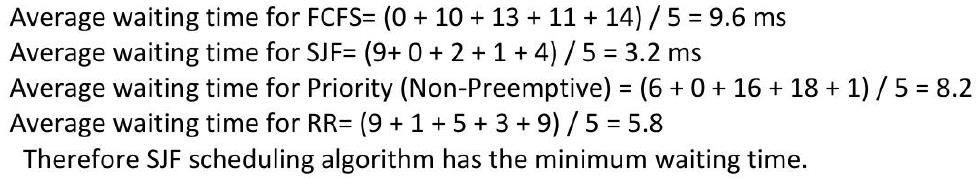 Average waiting time for FCFS= (0 + 10 + 13 + 11 + 14) / 5 = 9.6 ms
Average waiting time for SJF= (9+ 0 + 2 + 1 + 4) / 5 = 3.2 ms
Average waiting time for Priority (Non-Preemptive) = (6 + 0 + 16 + 18 + 1) / 5 = 8.2
Average waiting time for RR= (9 + 1 + 5 + 3 + 9) / 5 = 5.8
Therefore SJF scheduling algorithm has the minimum waiting time.